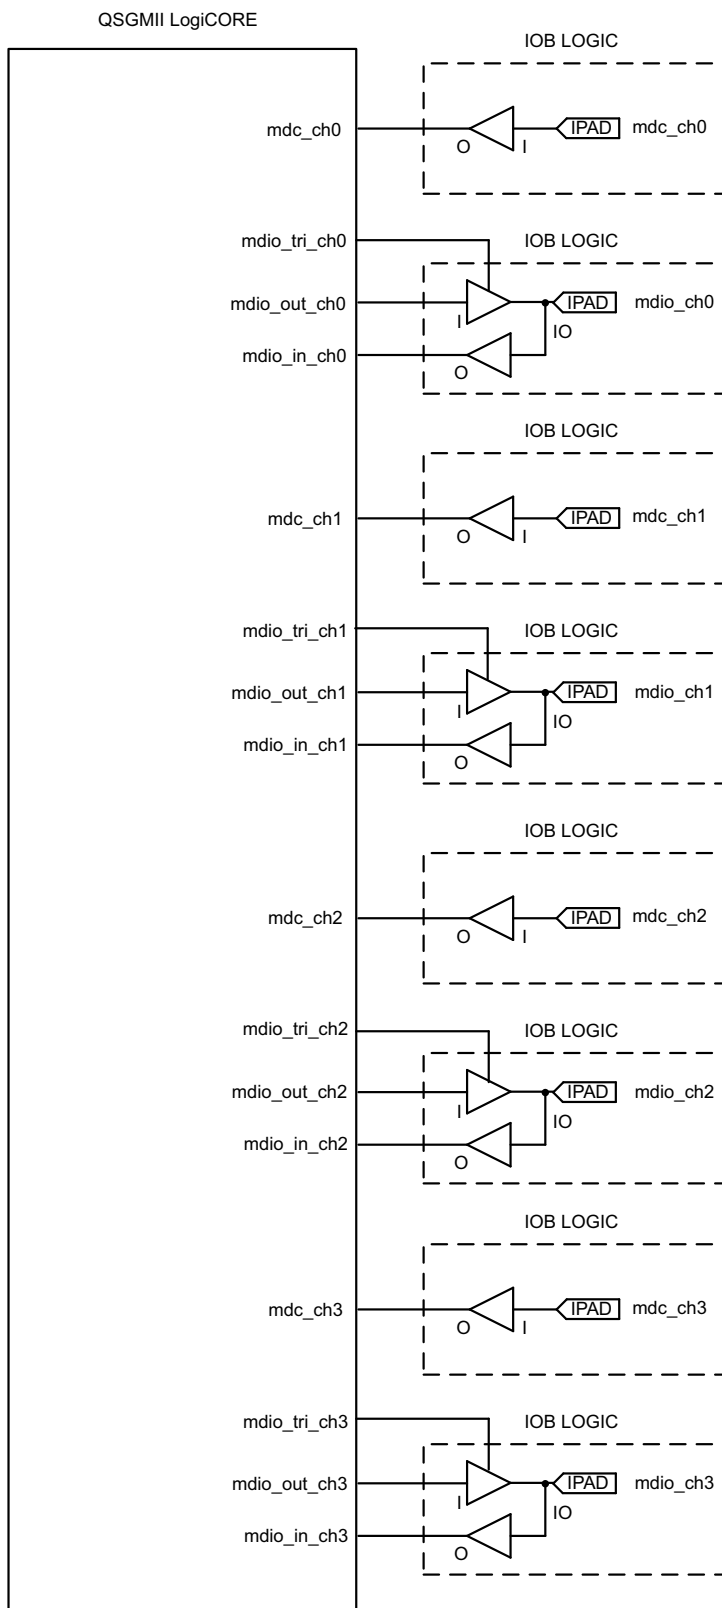 QSGMII LogiCORE
IOB LOGIC
mdc_ch0
O
I
IPAD
mdc_ch0
mdio_tri_ch0
IOB LOGIC
mdio_out_ch0
I
IPAD
mdio_ch0
IO
mdio_in_ch0
O
IOB LOGIC
mdc_ch1
O
I
IPAD
mdc_ch1
mdio_tri_ch1
IOB LOGIC
mdio_out_ch1
I
IPAD
mdio_ch1
IO
mdio_in_ch1
O
IOB LOGIC
mdc_ch2
O
I
IPAD
mdc_ch2
mdio_tri_ch2
IOB LOGIC
mdio_out_ch2
I
IPAD
mdio_ch2
IO
mdio_in_ch2
O
IOB LOGIC
mdc_ch3
O
I
IPAD
mdc_ch3
mdio_tri_ch3
IOB LOGIC
mdio_out_ch3
I
IPAD
mdio_ch3
IO
mdio_in_ch3
O